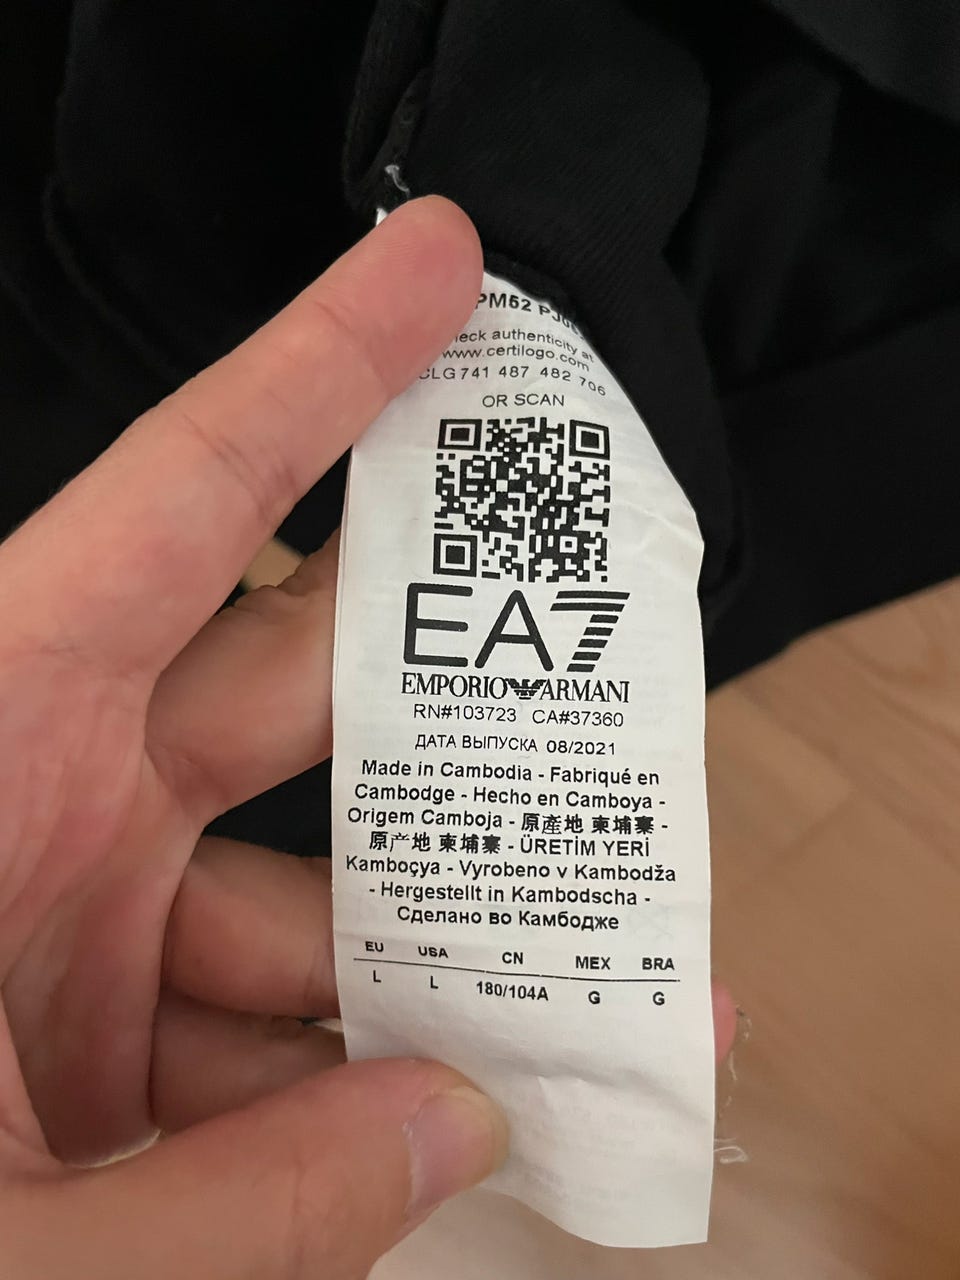 PM52
authenticity at
www.certilogo.com
CLG 741 487 482 706
OR SCAN
EA7
EMPORIO ARMANI
RN#103723 CA#37360
ДАТА ВЫПУСКА 08/2021
Made in Cambodia - Fabriqué en
Cambodge - Hecho en Camboya -
Origem Camboja - 原產地 柬埔寨 -
原产地 柬埔寨 - ÜRETİM YERİ
Kamboçya - Vyrobeno v Kambodža
- Hergestellt in Kambodscha -
Сделано во Камбодже
EU USA CN MEX BRA
L L 180/104A G G